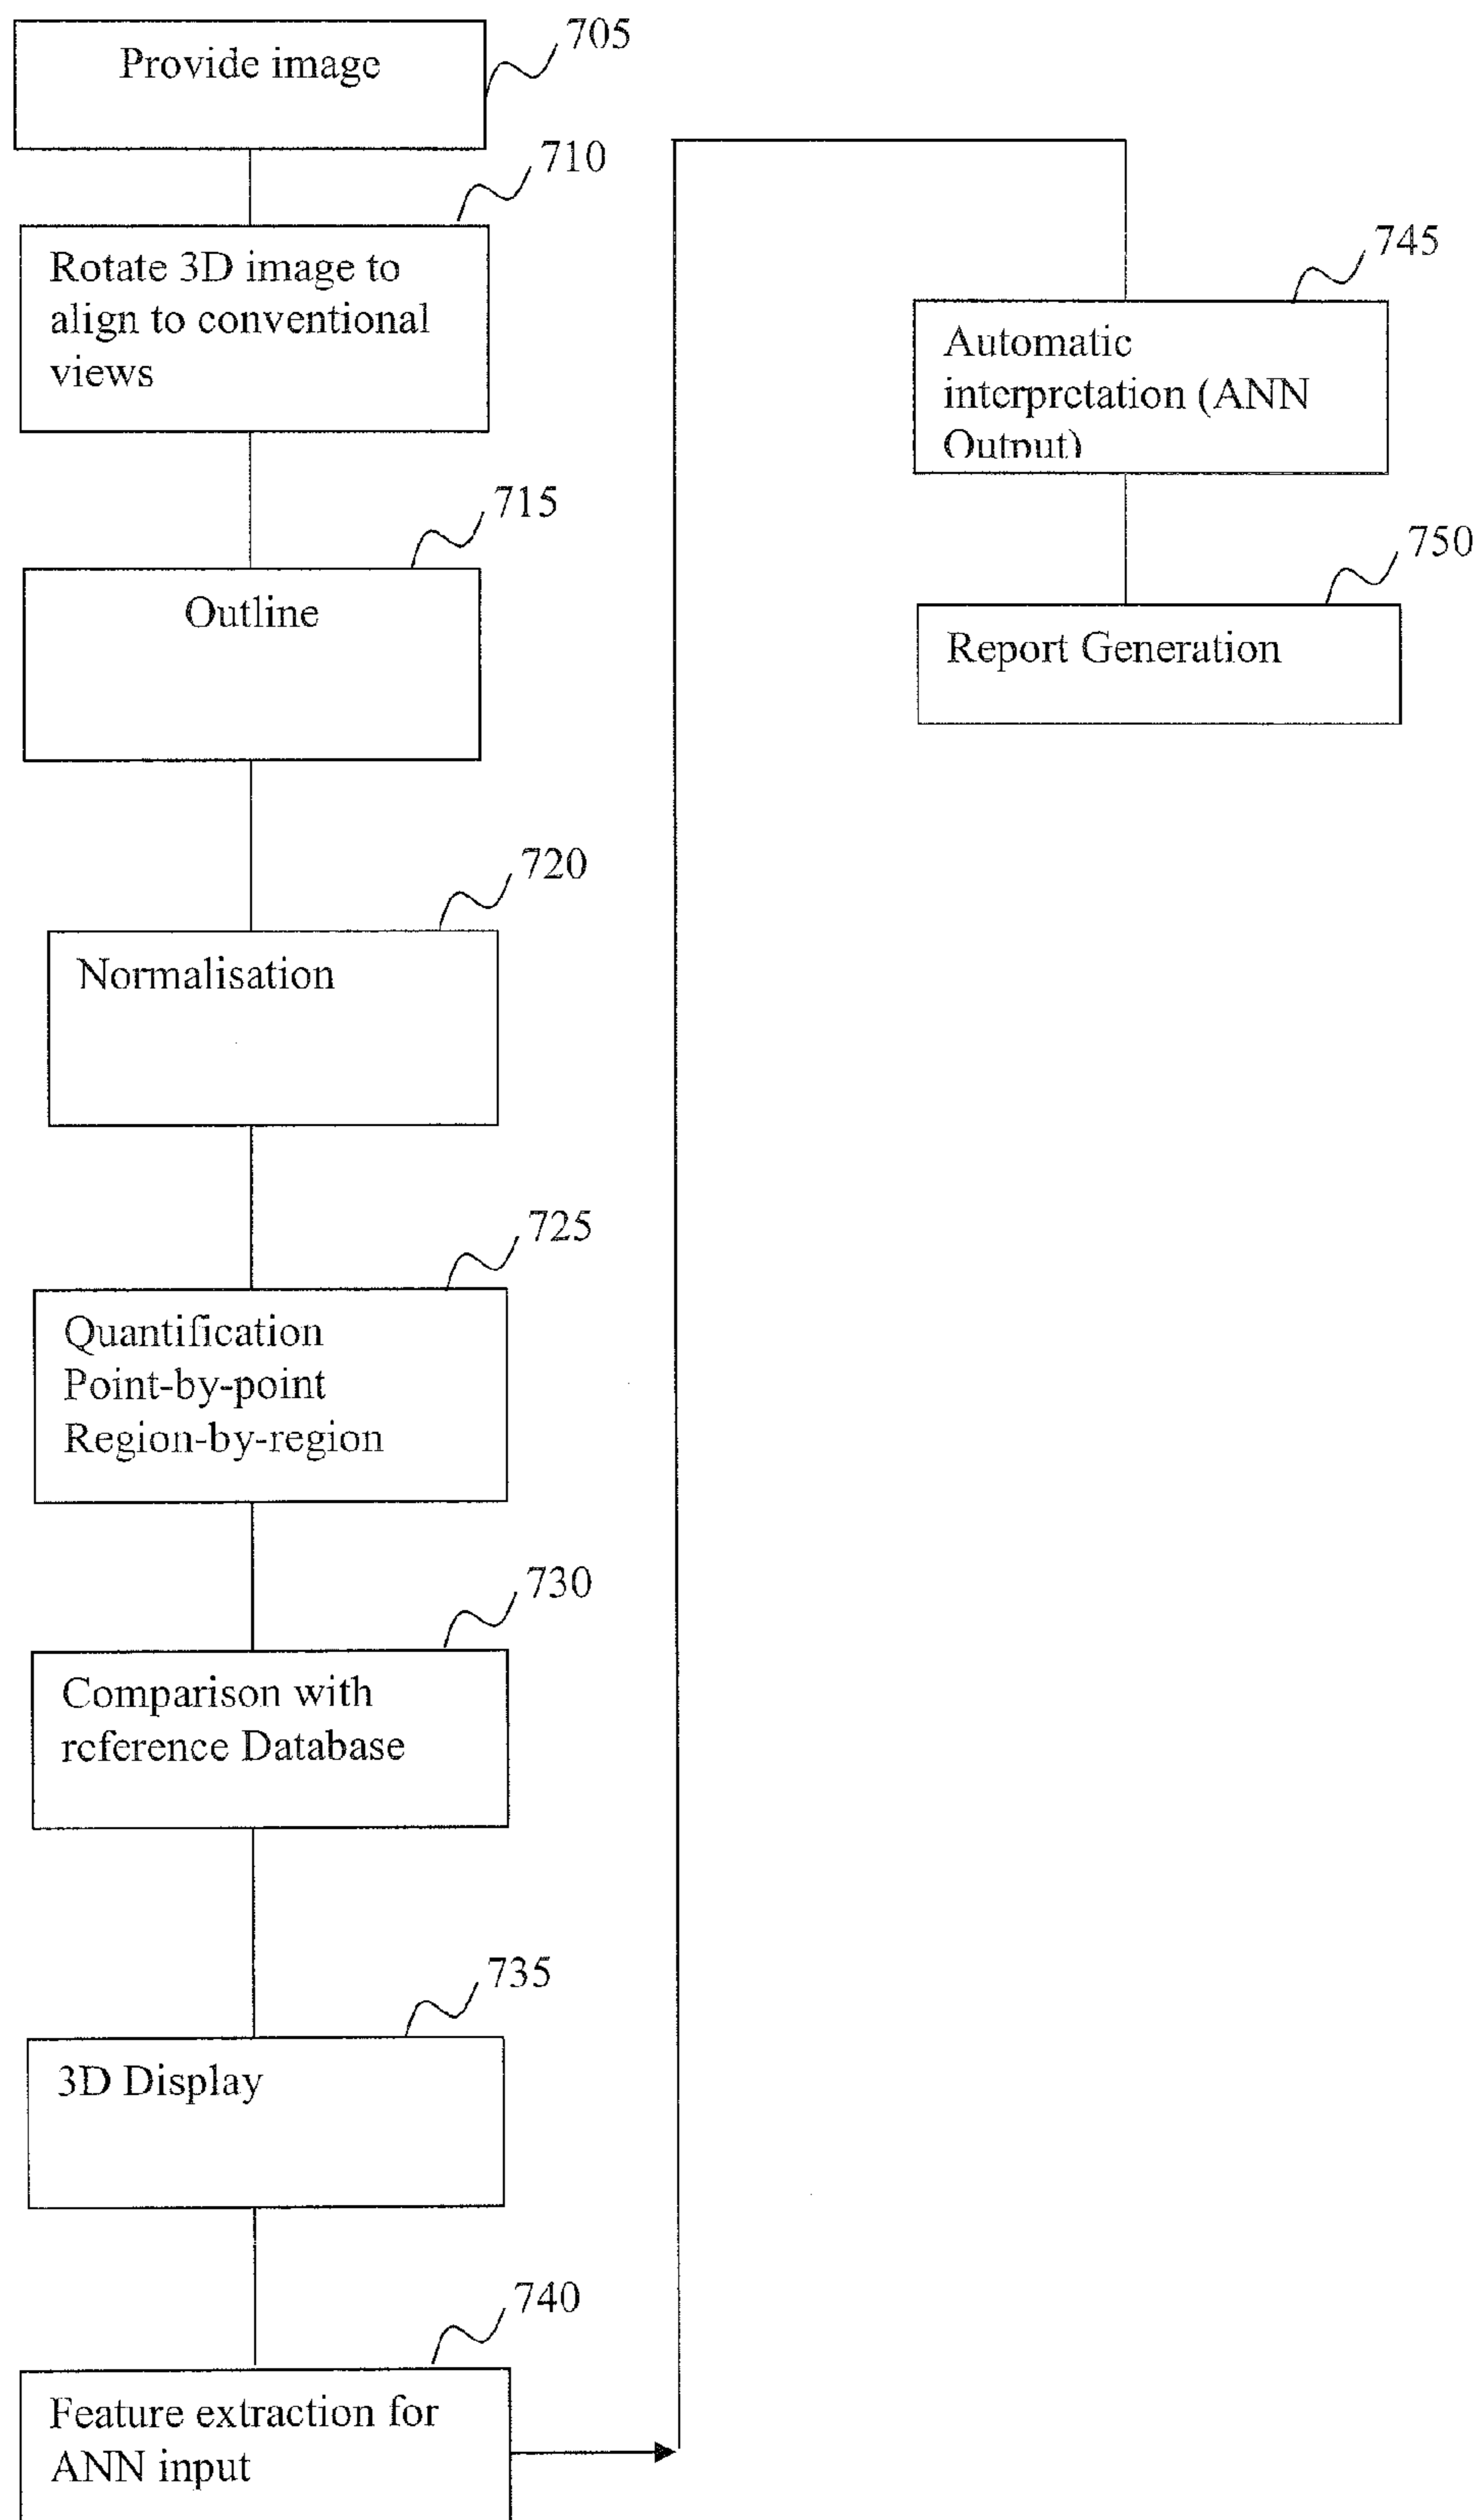 705
Provide image
710
Rotate 3D image to
align to conventional
views
715
Outline
720
Normalisation
725
Quantification
Point-by-point
Region-by-region
730
Comparison with
reference Database
735
3D Display
740
Feature extraction for
ANN input
745
Automatic
interpretation (ANN
Output)
750
Report Generation